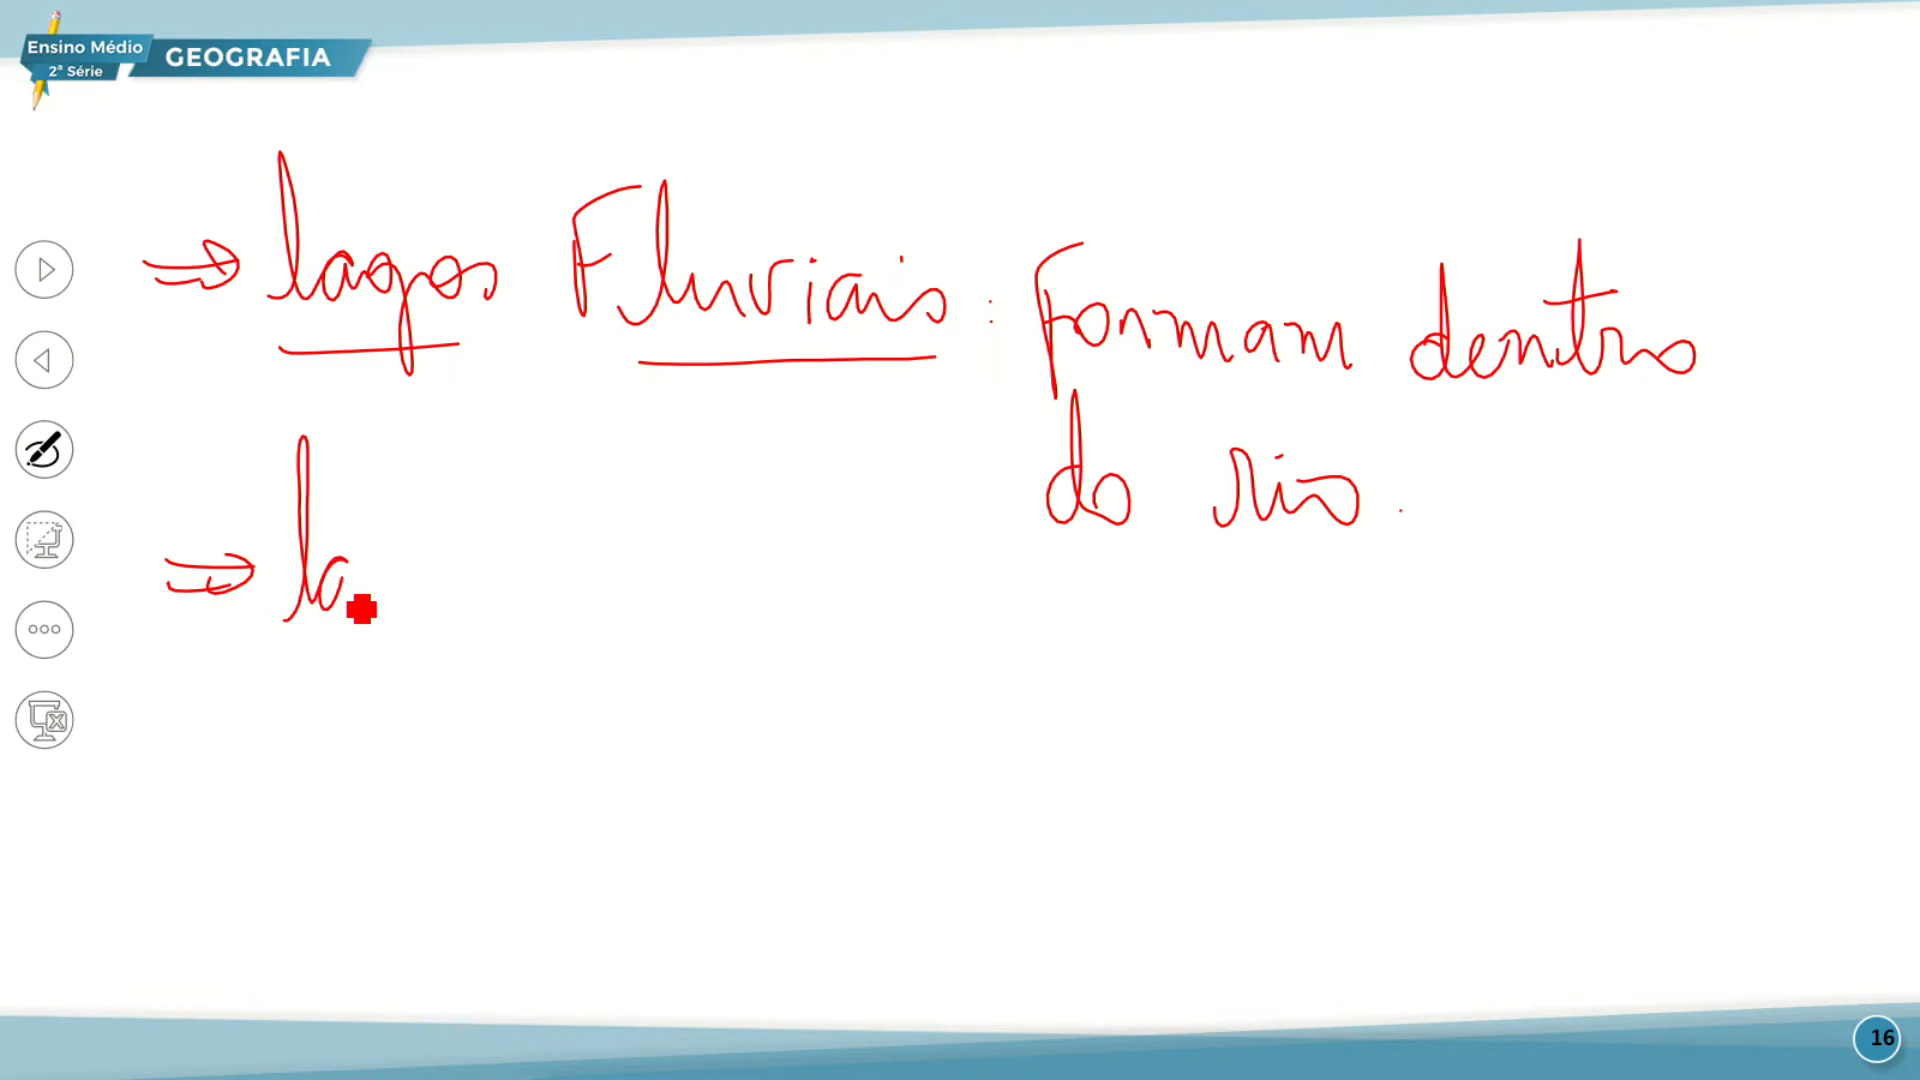 Ensino Médio
2ª Série
GEOGRAFIA
⇒ lagos Fluviais: Formam dentro
do rio.
⇒ la
16